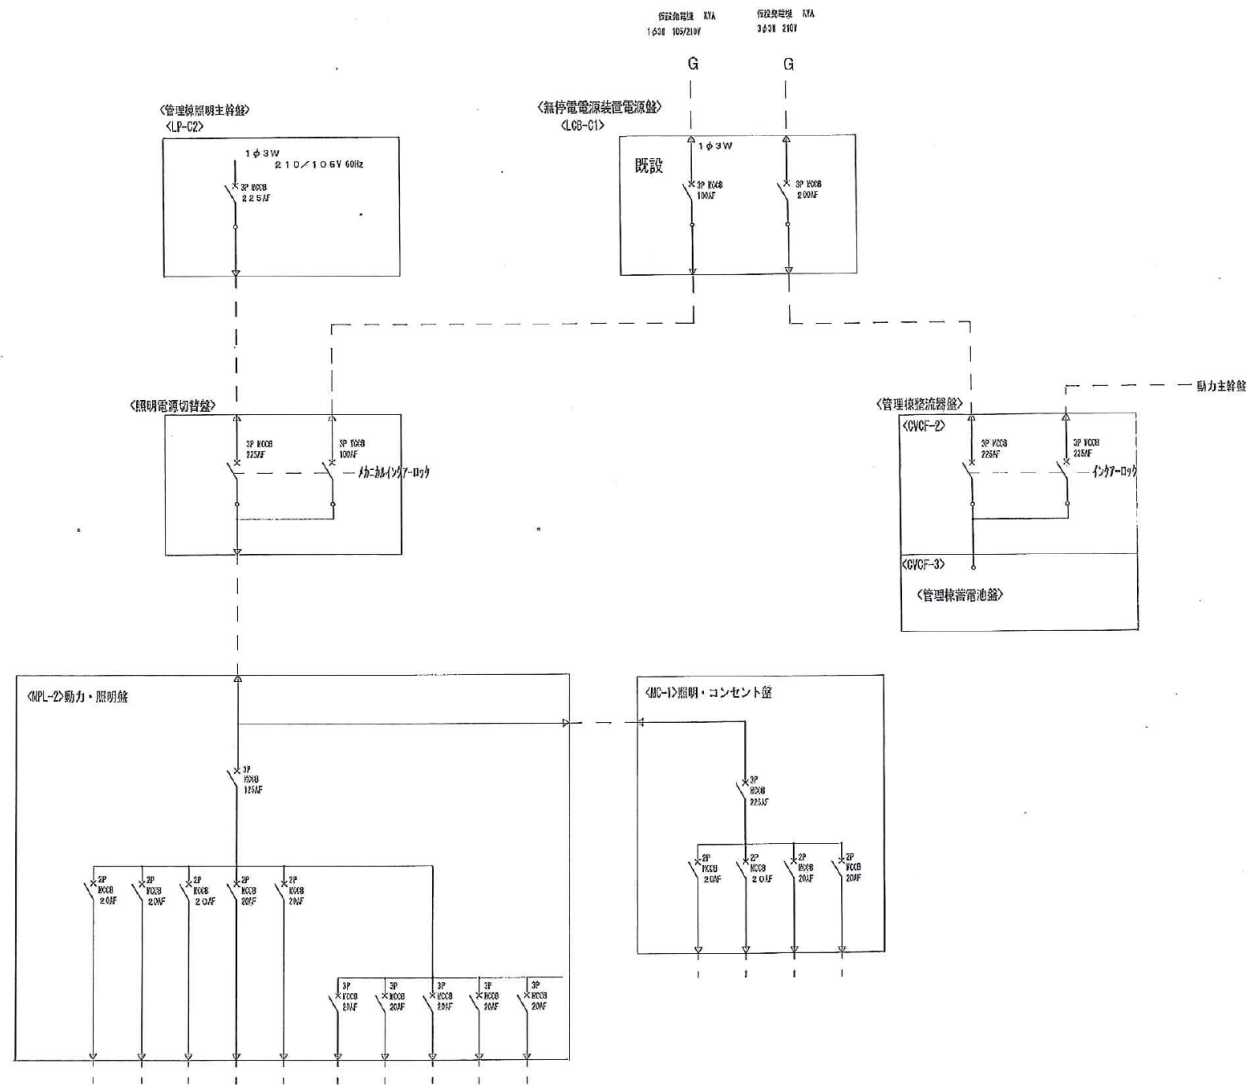 仮設発電機 KVA
1φ3W 105/210V
仮設発電機 KVA
3φ3W 210V
G
G
<管理棟照明主幹盤>
<LP-C2>
1φ3W
210/105V 60Hz
3P MCCB
225AF
<無停電電源装置電源盤>
<LCB-C1>
既設
1φ3W
3P MCCB
100AF
3P MCCB
200AF
<照明電源切替盤>
3P MCCB
225AF
3P MCCB
100AF
メカニカルインタアーロック
動力主幹盤
<管理棟整流器盤>
<CVCF-2>
3P MCCB
225AF
3P MCCB
225AF
インタアーロック
<CVCF-3>
<管理棟蓄電池盤>
<MPL-2>動力・照明盤
3P
MCCB
125AF
2P
MCCB
20AF
2P
MCCB
20AF
2P
MCCB
20AF
2P
MCCB
20AF
2P
MCCB
20AF
3P
MCCB
20AF
3P
MCCB
20AF
3P
MCCB
20AF
3P
MCCB
20AF
3P
MCCB
20AF
<MC-1>照明・コンセント盤
3P
MCCB
225AF
2P
MCCB
20AF
2P
MCCB
20AF
2P
MCCB
20AF
2P
MCCB
20AF